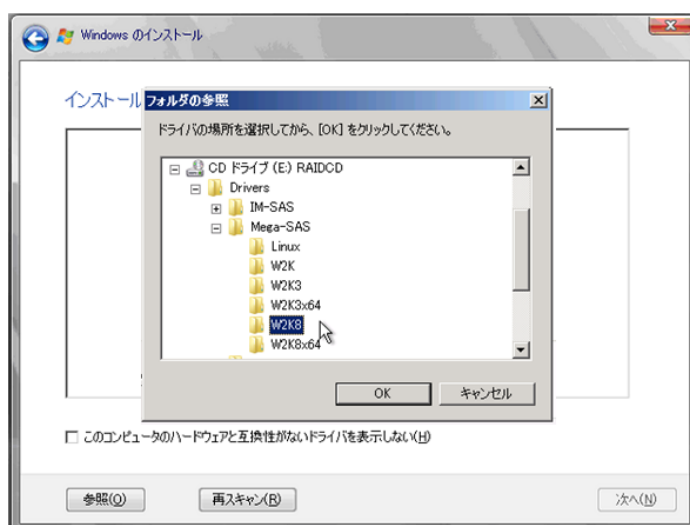 Windows のインストール
インストール
フォルダの参照
ドライバの場所を選択してから、[OK] をクリックしてください。
CD ドライブ (E:) RAIDCD
Drivers
IM-SAS
Mega-SAS
Linux
W2K
W2K3
W2K3x64
W2K8
W2K8x64
OK
キャンセル
このコンピュータのハードウェアと互換性がないドライバを表示しない(H)
参照(O)
再スキャン(R)
次へ(N)